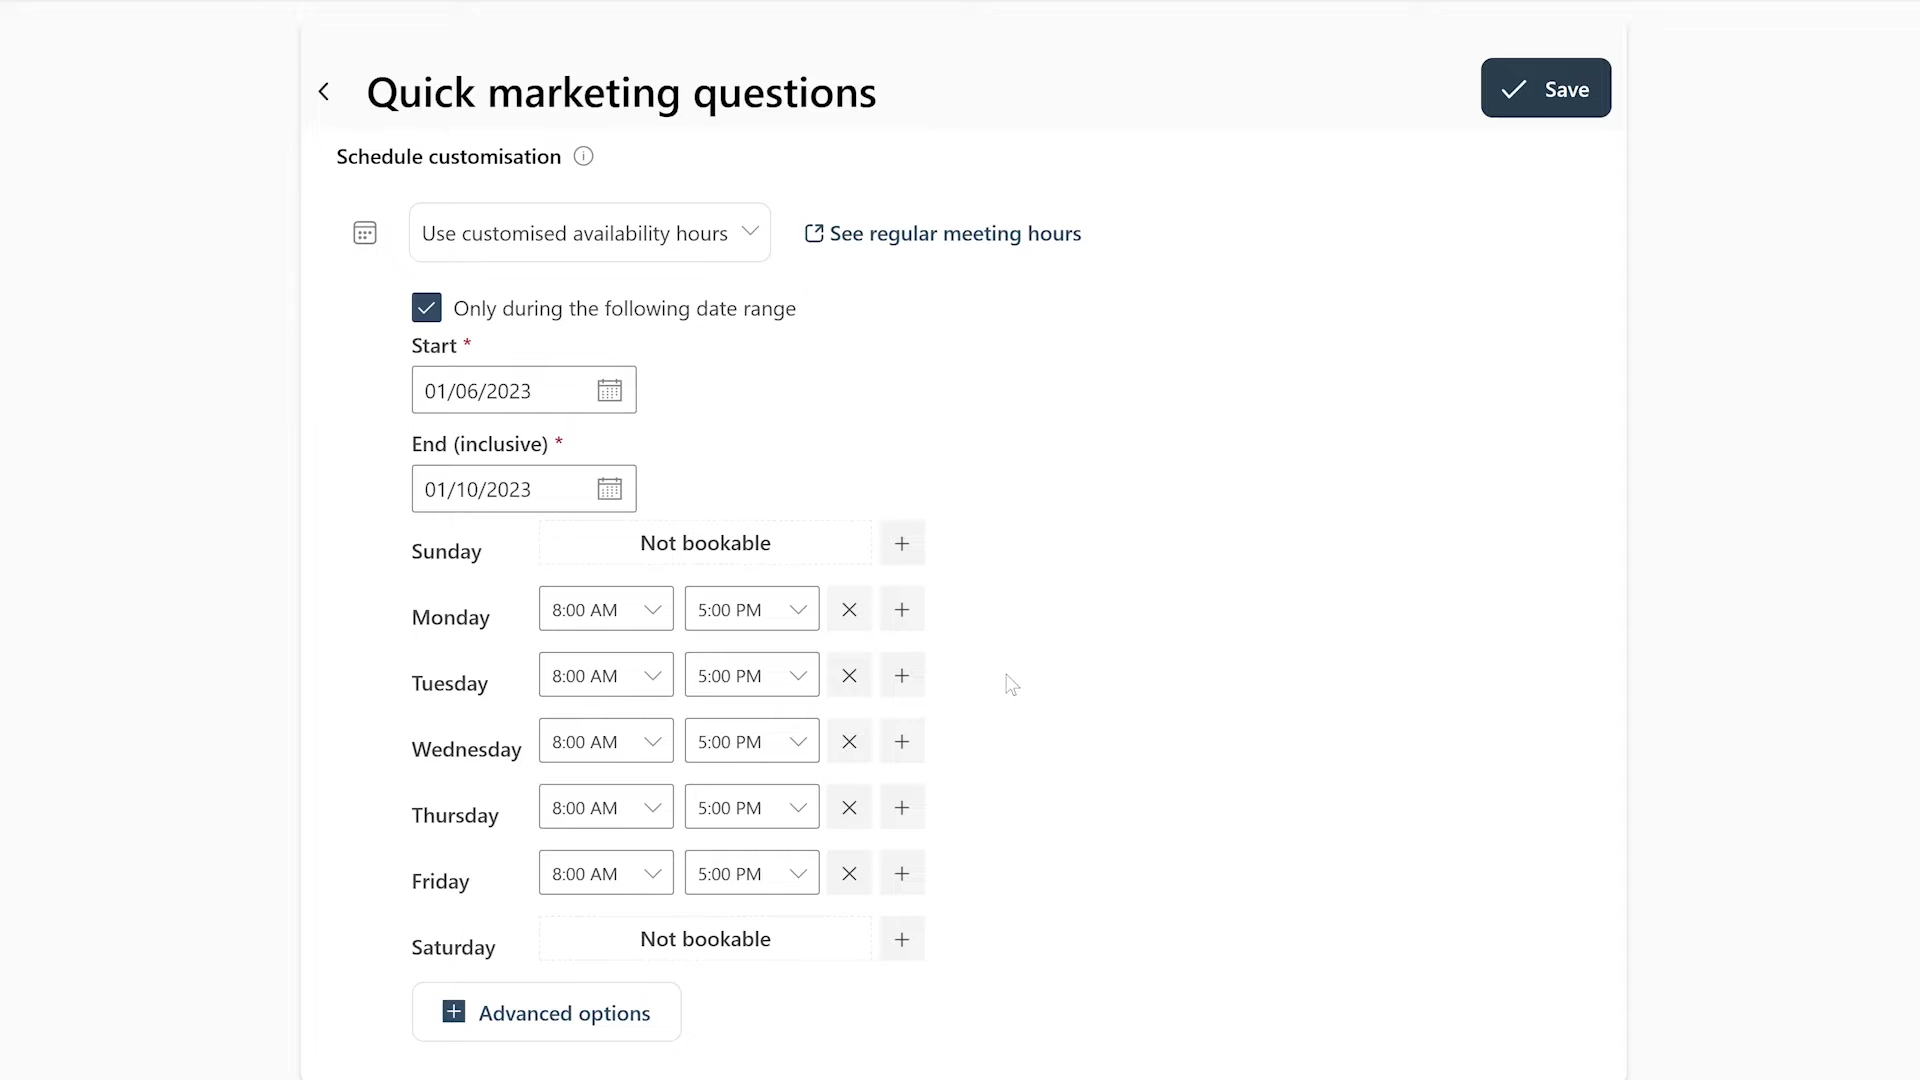 Quick marketing questions
Save
Schedule customisation
Use customised availability hours
See regular meeting hours
Only during the following date range
Start *
01/06/2023
End (inclusive) *
01/10/2023
Sunday Not bookable
Monday 8:00 AM 5:00 PM
Tuesday 8:00 AM 5:00 PM
Wednesday 8:00 AM 5:00 PM
Thursday 8:00 AM 5:00 PM
Friday 8:00 AM 5:00 PM
Saturday Not bookable
Advanced options